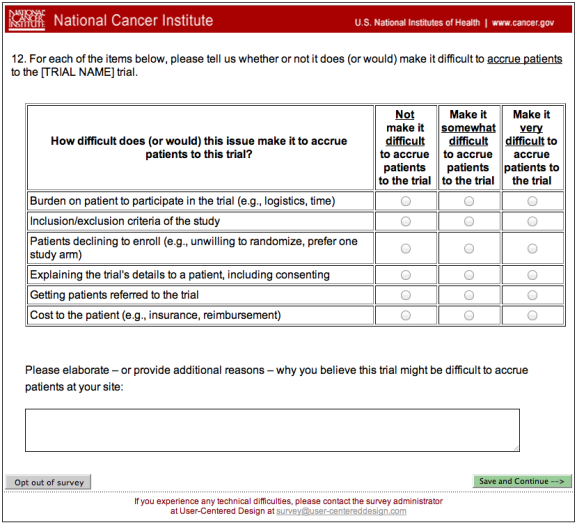 NATIONAL
CANCER
INSTITUTE
National Cancer Institute
U.S. National Institutes of Health | www.cancer.gov
12. For each of the items below, please tell us whether or not it does (or would) make it difficult to accrue patients
to the [TRIAL NAME] trial.
How difficult does (or would) this issue make it to accrue
patients to this trial?
Not
make it
difficult
to accrue
patients
to the trial
Make it
somewhat
difficult
to accrue
patients
to the trial
Make it
very
difficult to
accrue
patients to
the trial
Burden on patient to participate in the trial (e.g., logistics, time)
Inclusion/exclusion criteria of the study
Patients declining to enroll (e.g., unwilling to randomize, prefer one
study arm)
Explaining the trial's details to a patient, including consenting
Getting patients referred to the trial
Cost to the patient (e.g., insurance, reimbursement)
Please elaborate – or provide additional reasons – why you believe this trial might be difficult to accrue
patients at your site:
Opt out of survey
Save and Continue -->
If you experience any technical difficulties, please contact the survey administrator
at User-Centered Design at survey@user-centereddesign.com